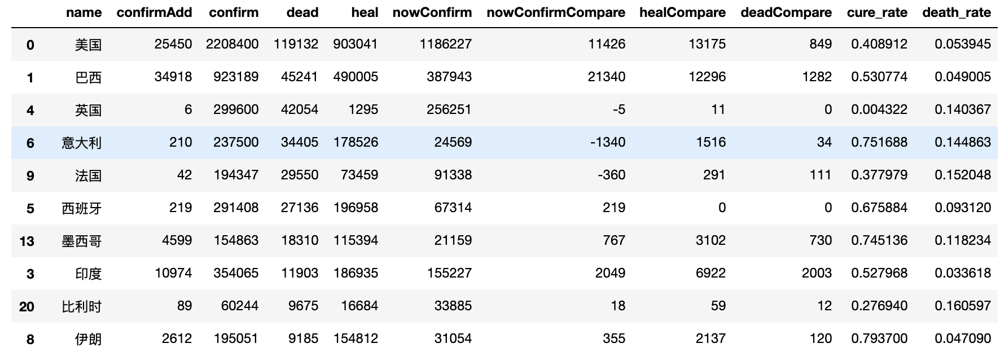 name confirmAdd confirm dead heal nowConfirm nowConfirmCompare healCompare deadCompare cure_rate death_rate
0 美国 25450 2208400 119132 903041 1186227 11426 13175 849 0.408912 0.053945
1 巴西 34918 923189 45241 490005 387943 21340 12296 1282 0.530774 0.049005
4 英国 6 299600 42054 1295 256251 -5 11 0 0.004322 0.140367
6 意大利 210 237500 34405 178526 24569 -1340 1516 34 0.751688 0.144863
9 法国 42 194347 29550 73459 91338 -360 291 111 0.377979 0.152048
5 西班牙 219 291408 27136 196958 67314 219 0 0 0.675884 0.093120
13 墨西哥 4599 154863 18310 115394 21159 767 3102 730 0.745136 0.118234
3 印度 10974 354065 11903 186935 155227 2049 6922 2003 0.527968 0.033618
20 比利时 89 60244 9675 16684 33885 18 59 12 0.276940 0.160597
8 伊朗 2612 195051 9185 154812 31054 355 2137 120 0.793700 0.047090